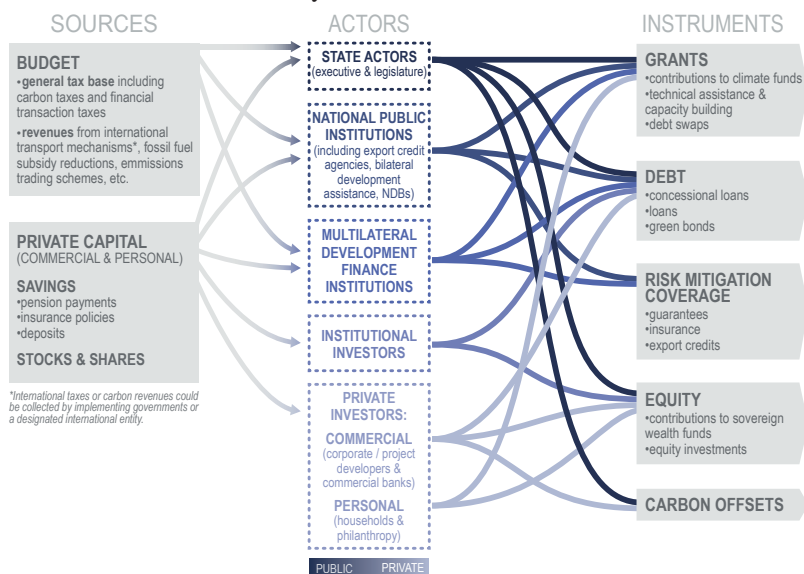 SOURCES
BUDGET
•general tax base including
carbon taxes and financial
transaction taxes
•revenues from international
transport mechanisms*, fossil fuel
subsidy reductions, emmissions
trading schemes, etc.
PRIVATE CAPITAL
(COMMERCIAL & PERSONAL)
SAVINGS
•pension payments
•insurance policies
•deposits
STOCKS & SHARES
*International taxes or carbon revenues could
be collected by implementing governments or
a designated international entity.
ACTORS
STATE ACTORS
(executive & legislature)
NATIONAL PUBLIC
INSTITUTIONS
(including export credit
agencies, bilateral
development
assistance, NDBs)
MULTILATERAL
DEVELOPMENT
FINANCE
INSTITUTIONS
INSTITUTIONAL
INVESTORS
PRIVATE
INVESTORS:
COMMERCIAL
(corporate / project
developers &
commercial banks)
PERSONAL
(households &
philanthropy)
PUBLIC PRIVATE
INSTRUMENTS
GRANTS
•contributions to climate funds
•technical assistance &
capacity building
•debt swaps
DEBT
•concessional loans
•loans
•green bonds
RISK MITIGATION
COVERAGE
•guarantees
•insurance
•export credits
EQUITY
•contributions to sovereign
wealth funds
•equity investments
CARBON OFFSETS